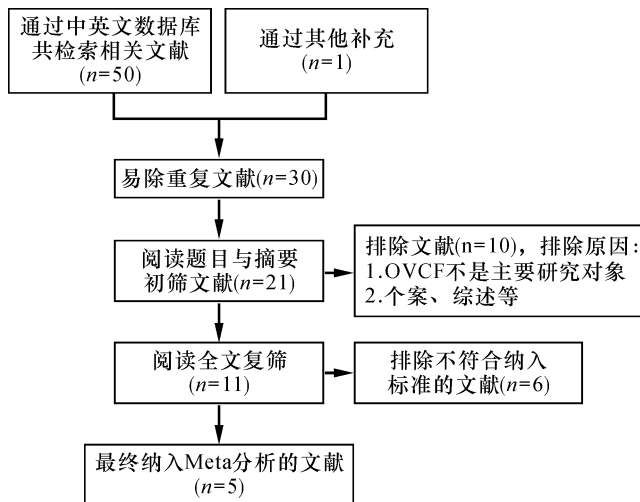 通过中英文数据库
共检索相关文献
(n=50)
通过其他补充
(n=1)
易除重复文献(n=30)
阅读题目与摘要
初筛文献(n=21)
排除文献(n=10)，排除原因:
1.OVCF不是主要研究对象
2.个案、综述等
阅读全文复筛
(n=11)
排除不符合纳入
标准的文献(n=6)
最终纳入Meta分析的文献
(n=5)